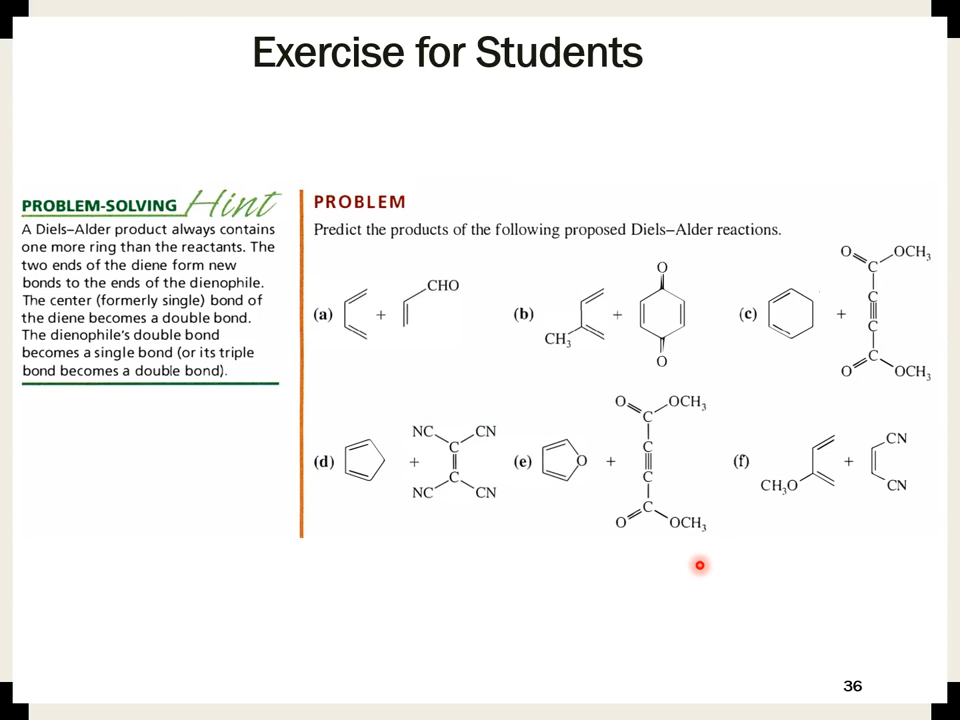 Exercise for Students
PROBLEM-SOLVING Hint
A Diels–Alder product always contains
one more ring than the reactants. The
two ends of the diene form new
bonds to the ends of the dienophile.
The center (formerly single) bond of
the diene becomes a double bond.
The dienophile's double bond
becomes a single bond (or its triple
bond becomes a double bond).
PROBLEM
Predict the products of the following proposed Diels–Alder reactions.
(a) + CHO
(b) CH₃ + O O
(c) + O OCH₃ C C C C O OCH₃
(d) + NC CN C C NC CN
(e) O + O OCH₃ C C C C O OCH₃
(f) CH₃O + CN CN
36